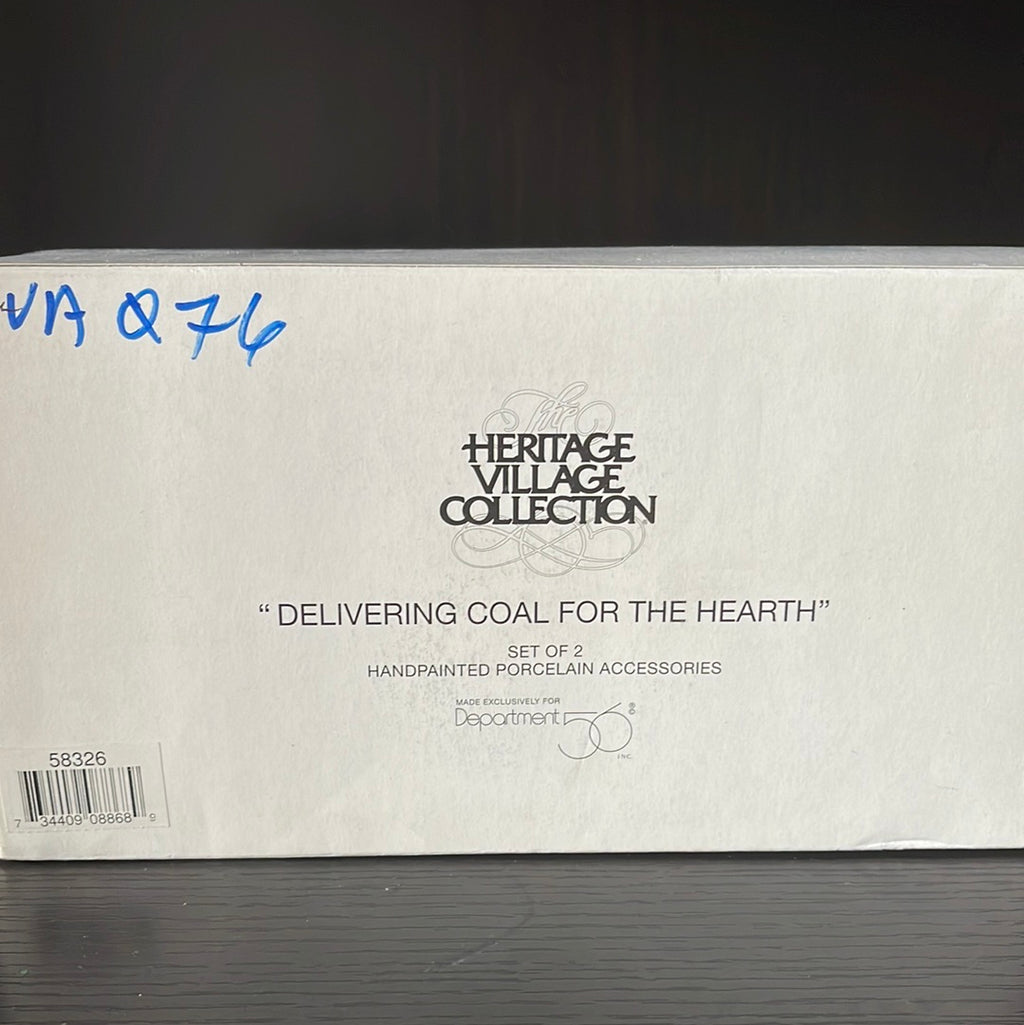 VA Q76
The
HERITAGE
VILLAGE
COLLECTION®
“DELIVERING COAL FOR THE HEARTH”
SET OF 2
HANDPAINTED PORCELAIN ACCESSORIES
MADE EXCLUSIVELY FOR
Department 56®
INC.
58326
7 34409 08868 9